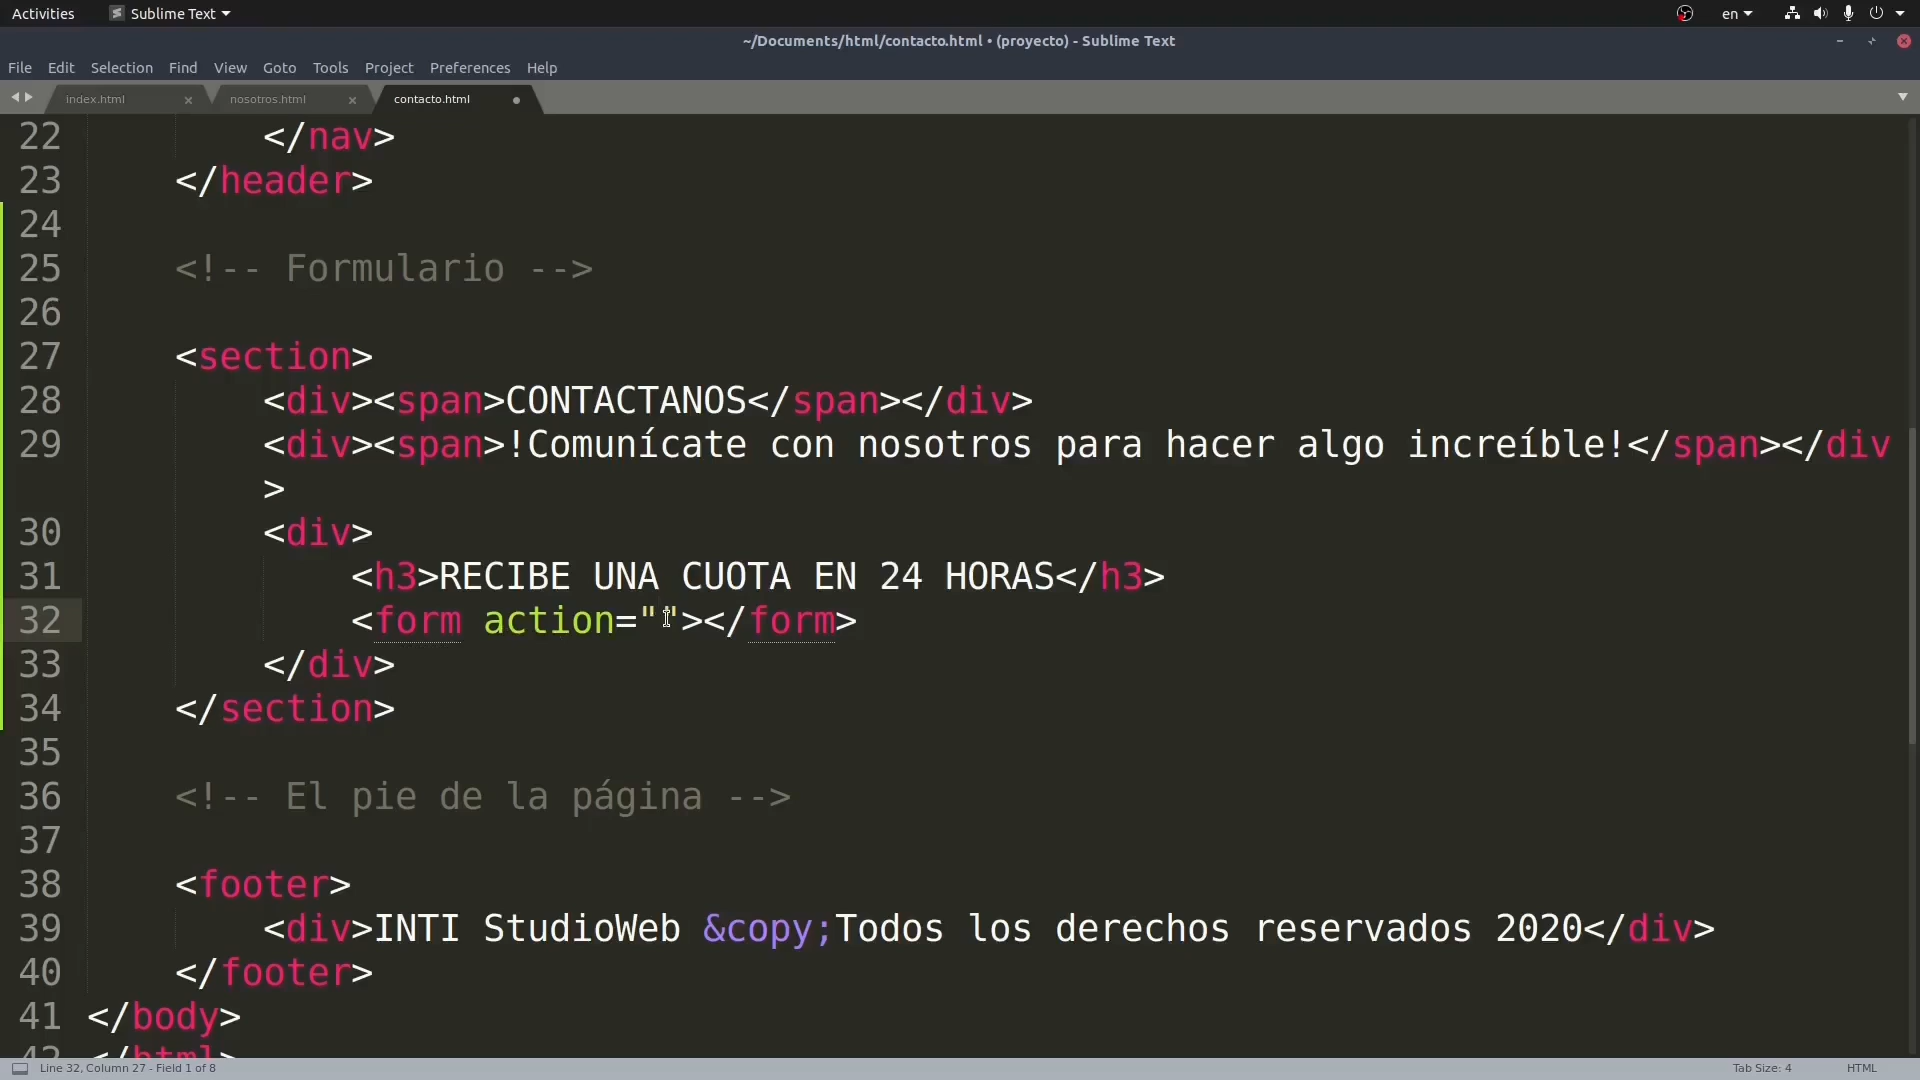 Activities Sublime Text en
~/Documents/html/contacto.html • (proyecto) - Sublime Text
File Edit Selection Find View Goto Tools Project Preferences Help
index.html nosotros.html contacto.html
22 </nav>
23 </header>
24
25 <!-- Formulario -->
26
27 <section>
28 <div><span>CONTACTANOS</span></div>
29 <div><span>!Comunícate con nosotros para hacer algo increíble!</span></div
>
30 <div>
31 <h3>RECIBE UNA CUOTA EN 24 HORAS</h3>
32 <form action=""></form>
33 </div>
34 </section>
35
36 <!-- El pie de la página -->
37
38 <footer>
39 <div>INTI StudioWeb &copy;Todos los derechos reservados 2020</div>
40 </footer>
41 </body>
42 </html>
Line 32, Column 27 - Field 1 of 8 Tab Size: 4 HTML